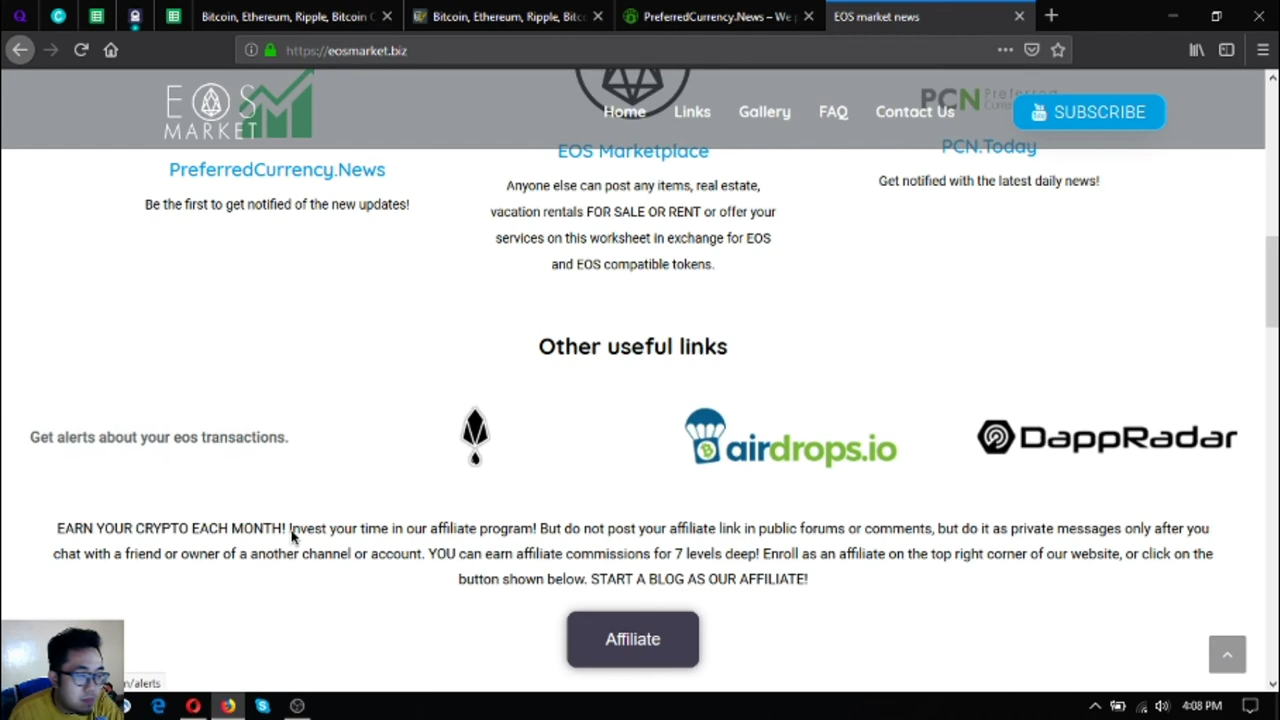 Bitcoin, Ethereum, Ripple, Bitcoin C
Bitcoin, Ethereum, Ripple, Bitco
PreferredCurrency.News – We p
EOS market news
https://eosmarket.biz
EOS
MARKET
Home
Links
Gallery
FAQ
Contact Us
PCN Preferred
SUBSCRIBE
PreferredCurrency.News
Be the first to get notified of the new updates!
EOS Marketplace
Anyone else can post any items, real estate,
vacation rentals FOR SALE OR RENT or offer your
services on this worksheet in exchange for EOS
and EOS compatible tokens.
PCN.Today
Get notified with the latest daily news!
Other useful links
Get alerts about your eos transactions.
airdrops.io
DappRadar
EARN YOUR CRYPTO EACH MONTH! Invest your time in our affiliate program! But do not post your affiliate link in public forums or comments, but do it as private messages only after you
chat with a friend or owner of a another channel or account. YOU can earn affiliate commissions for 7 levels deep! Enroll as an affiliate on the top right corner of our website, or click on the
button shown below. START A BLOG AS OUR AFFILIATE!
Affiliate
n/alerts
4:08 PM